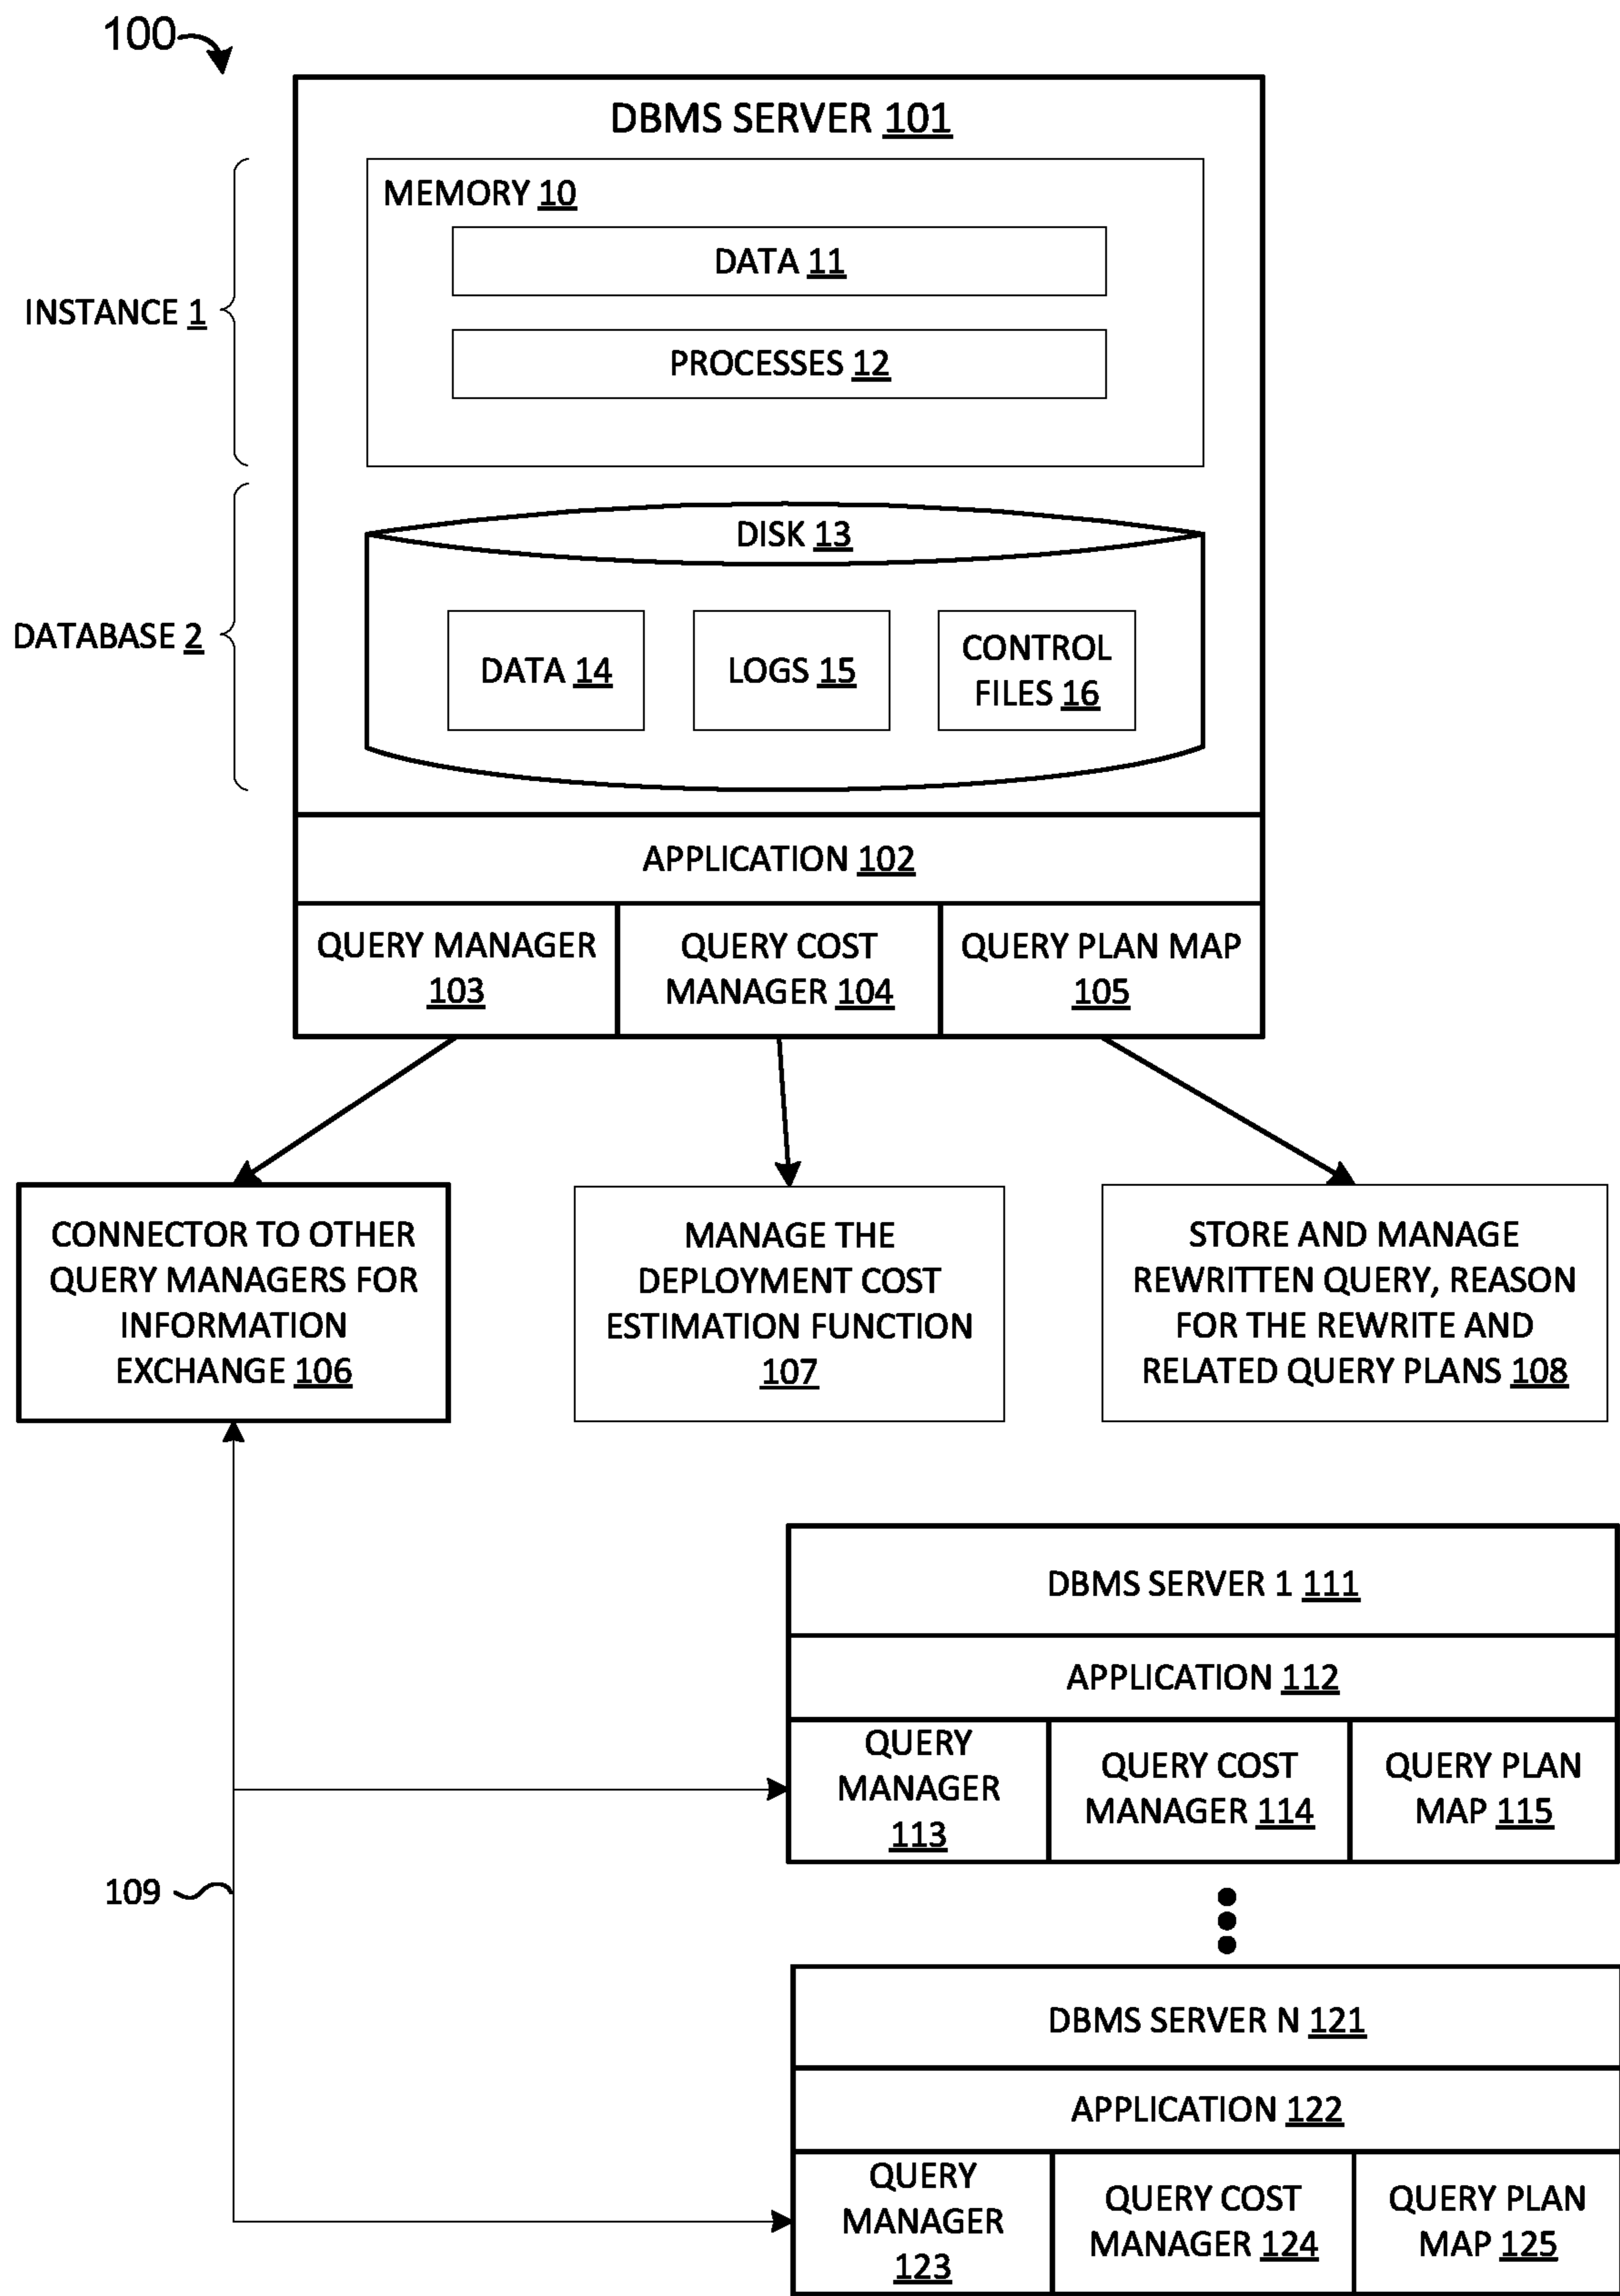 100
DBMS SERVER 101
MEMORY 10
DATA 11
PROCESSES 12
INSTANCE 1
DISK 13
DATA 14
LOGS 15
CONTROL
FILES 16
DATABASE 2
APPLICATION 102
QUERY MANAGER
103
QUERY COST
MANAGER 104
QUERY PLAN MAP
105
CONNECTOR TO OTHER
QUERY MANAGERS FOR
INFORMATION
EXCHANGE 106
MANAGE THE
DEPLOYMENT COST
ESTIMATION FUNCTION
107
STORE AND MANAGE
REWRITTEN QUERY, REASON
FOR THE REWRITE AND
RELATED QUERY PLANS 108
DBMS SERVER 1 111
APPLICATION 112
QUERY
MANAGER
113
QUERY COST
MANAGER 114
QUERY PLAN
MAP 115
109
DBMS SERVER N 121
APPLICATION 122
QUERY
MANAGER
123
QUERY COST
MANAGER 124
QUERY PLAN
MAP 125